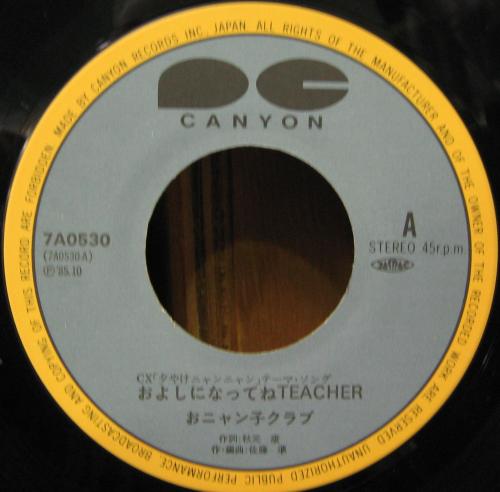 MADE BY CANYON RECORDS INC. JAPAN ALL RIGHTS OF THE MANUFACTURER AND OF THE OWNER OF THE RECORDED WORK ARE RESERVED. UNAUTHORIZED PUBLIC PERFORMANCE, BROADCASTING AND COPYING OF THIS RECORD ARE FORBIDDEN.
CANYON
7A0530
(7A0530A)
Ⓟ'85.10
A
STEREO 45r.p.m.
JASRAC
CX「夕やけニャンニャン」テーマ・ソング
およしになってねTEACHER
おニャン子クラブ
作詞:秋元 康
作・編曲:佐藤 準